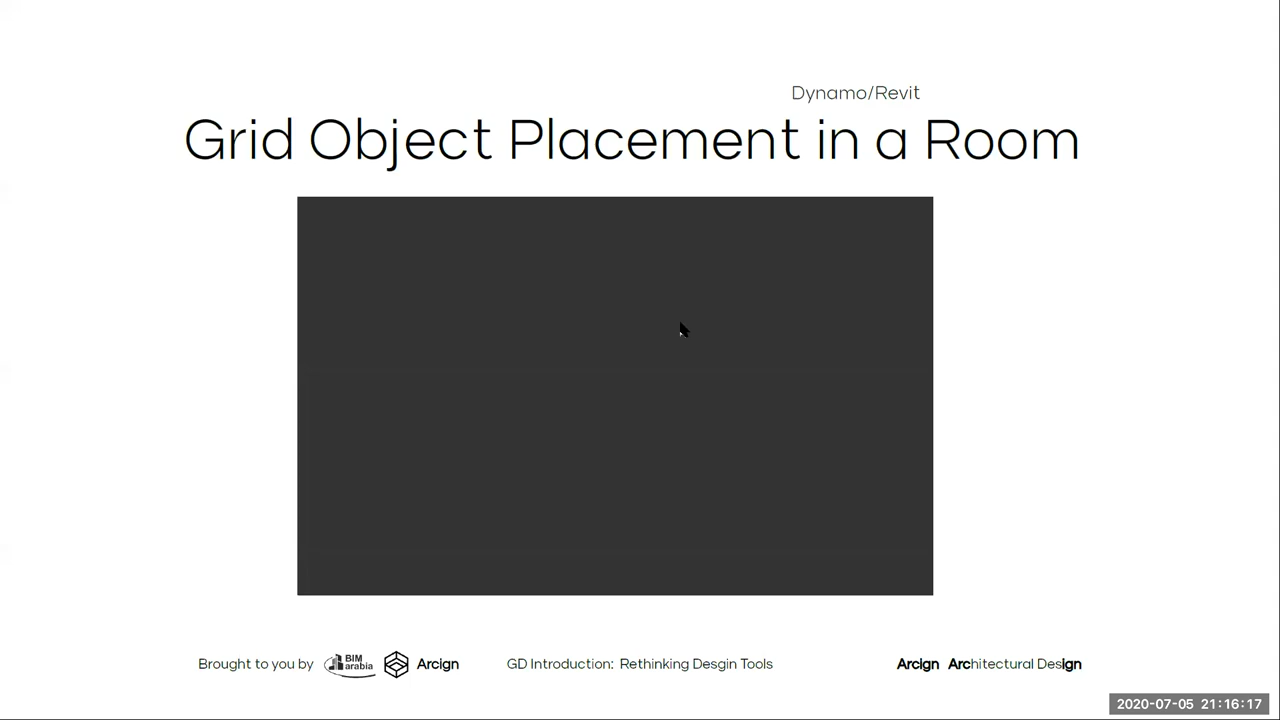 Dynamo/Revit
Grid Object Placement in a Room
Brought to you by BIM arabia Arcign GD Introduction: Rethinking Desgin Tools Arcign Architectural Design
2020-07-05 21:16:17